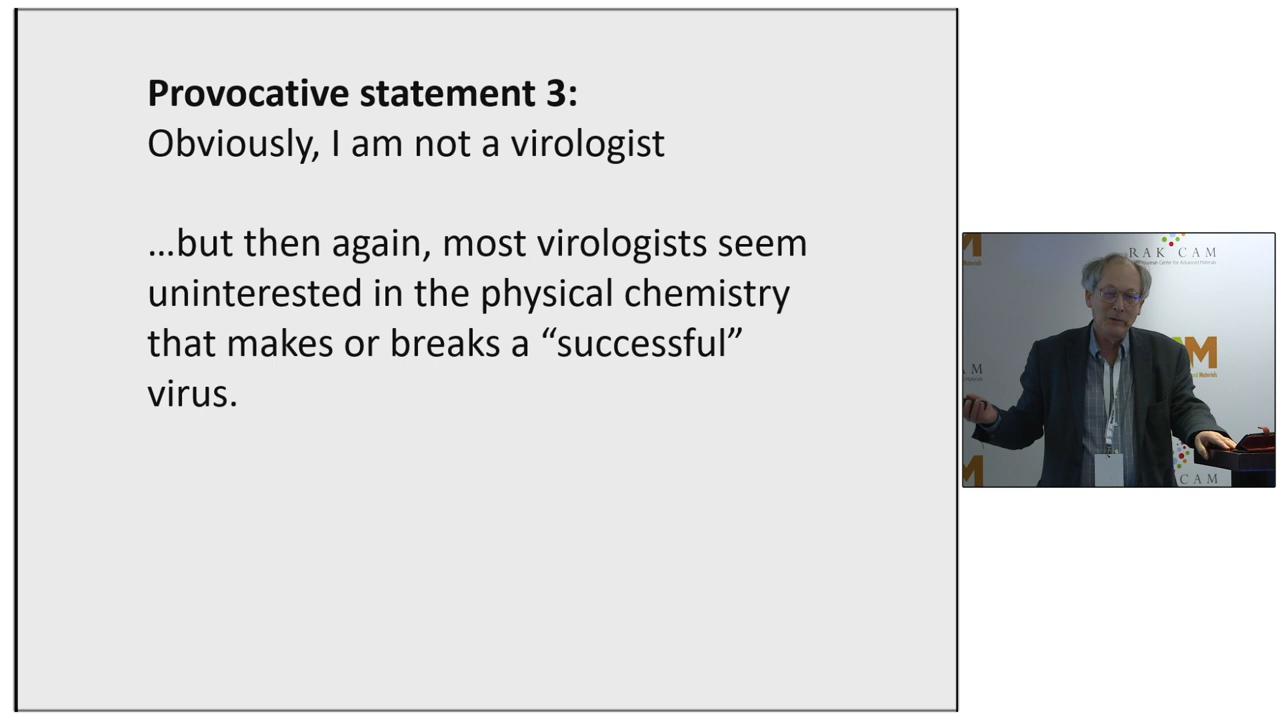 Provocative statement 3:
Obviously, I am not a virologist
...but then again, most virologists seem
uninterested in the physical chemistry
that makes or breaks a “successful”
virus.
RAK CAM
CAM